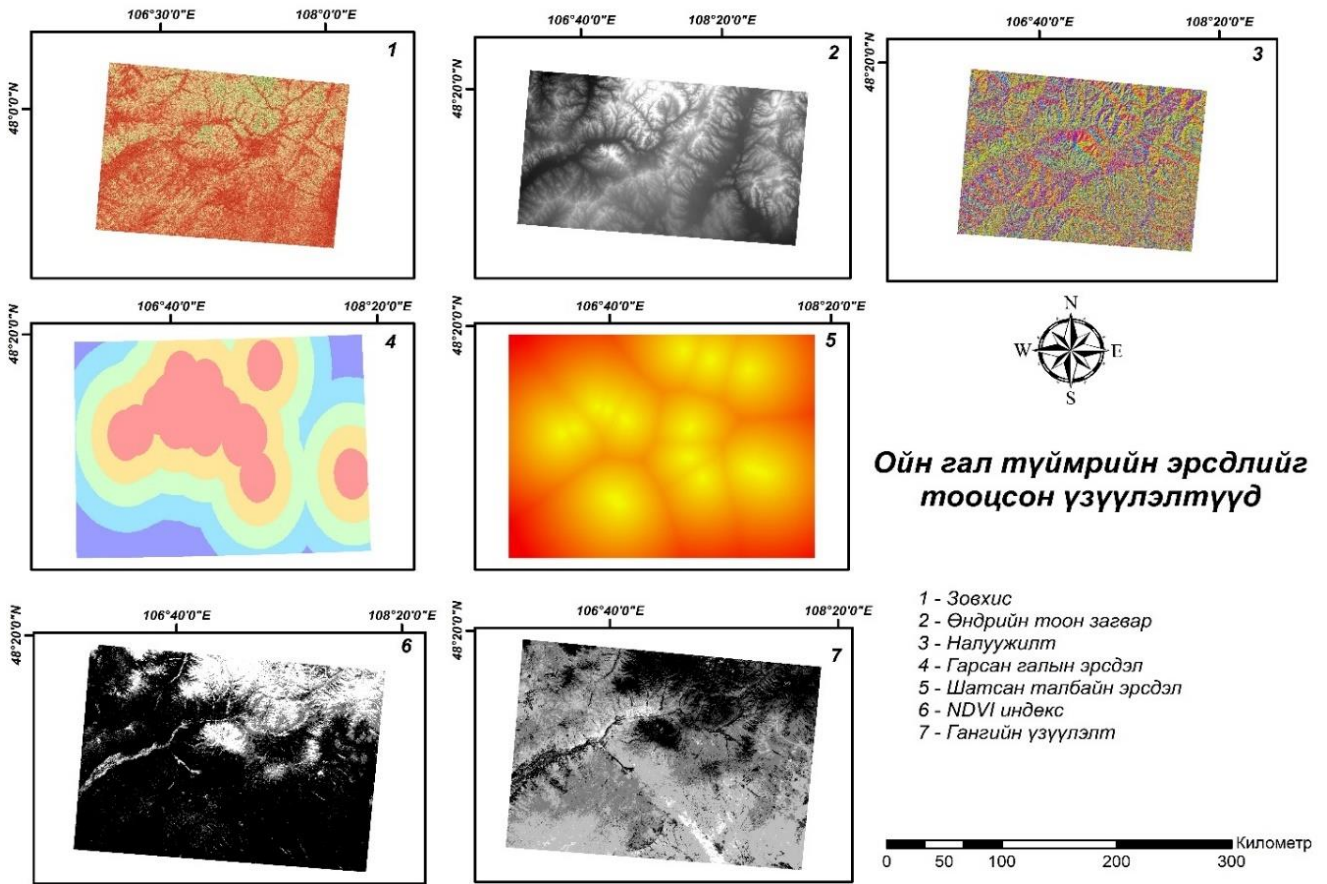 106°30'0"E 108°0'0"E
48°0'0"N
1
106°40'0"E 108°20'0"E
48°20'0"N
2
106°40'0"E 108°20'0"E
48°20'0"N
3
106°40'0"E 108°20'0"E
48°20'0"N
4
106°40'0"E 108°20'0"E
48°20'0"N
5
N
W E
S
Ойн гал түймрийн эрсдлийг
тооцсон үзүүлэлтүүд
106°40'0"E 108°20'0"E
48°20'0"N
6
106°40'0"E 108°20'0"E
48°20'0"N
7
1 - Зовхис
2 - Өндрийн тоон загвар
3 - Налуужилт
4 - Гарсан галын эрсдэл
5 - Шатсан талбайн эрсдэл
6 - NDVI индекс
7 - Гангийн үзүүлэлт
Километр
0 50 100 200 300